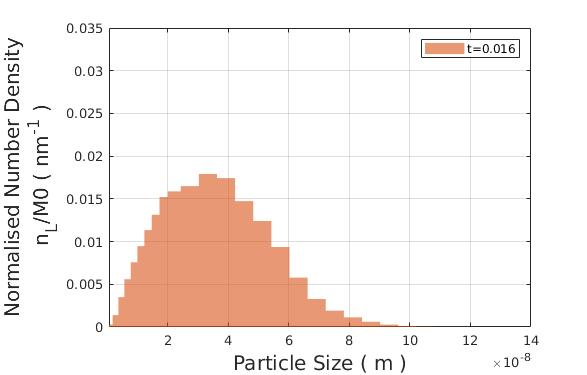 0.035
0.03
0.025
0.02
0.015
0.01
0.005
0
Normalised Number Density
n_L/M0 ( nm^-1 )
t=0.016
2 4 6 8 10 12 14
×10^-8
Particle Size ( m )